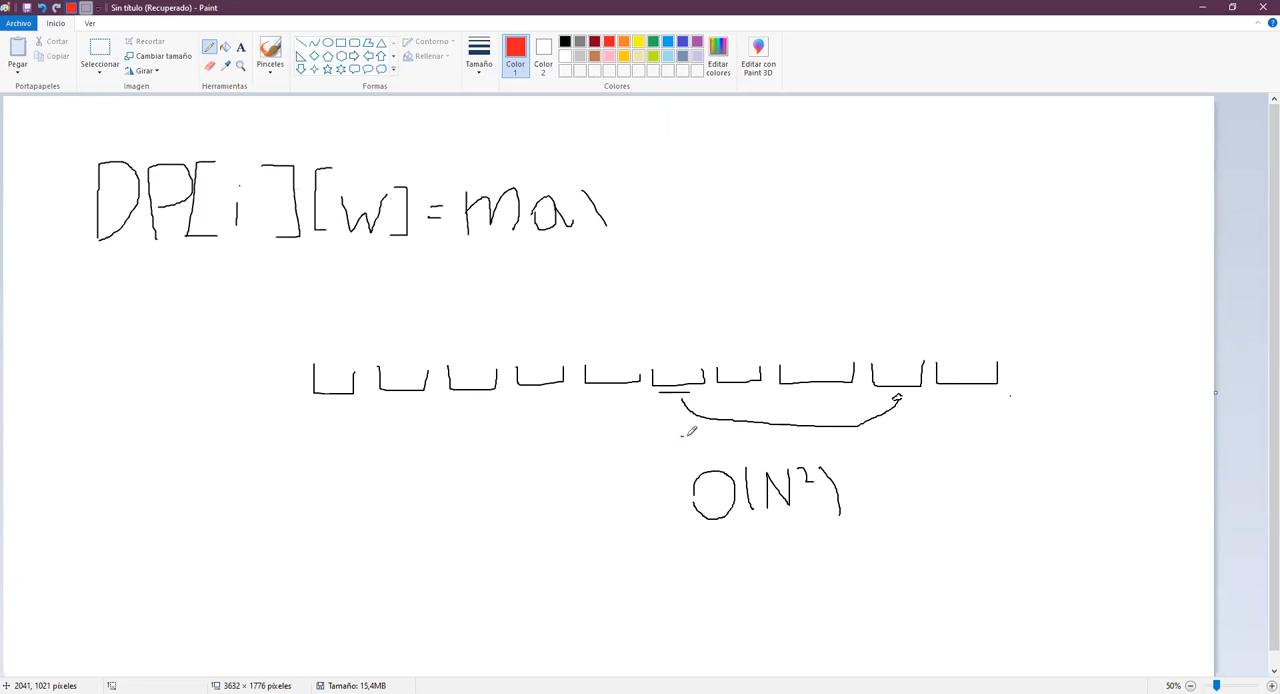 Sin título (Recuperado) - Paint
Archivo Inicio Ver
Pegar
Cortar
Copiar
Portapapeles
Seleccionar
Recortar
Cambiar tamaño
Girar
Imagen
A
Herramientas
Pinceles
Contorno
Rellenar
Formas
Tamaño
Color 1
Color 2
Editar colores
Editar con Paint 3D
Colores
DP[i][w]=max
O(N²)
2041, 1021 píxeles
3632 × 1776 píxeles
Tamaño: 15,4MB
50%